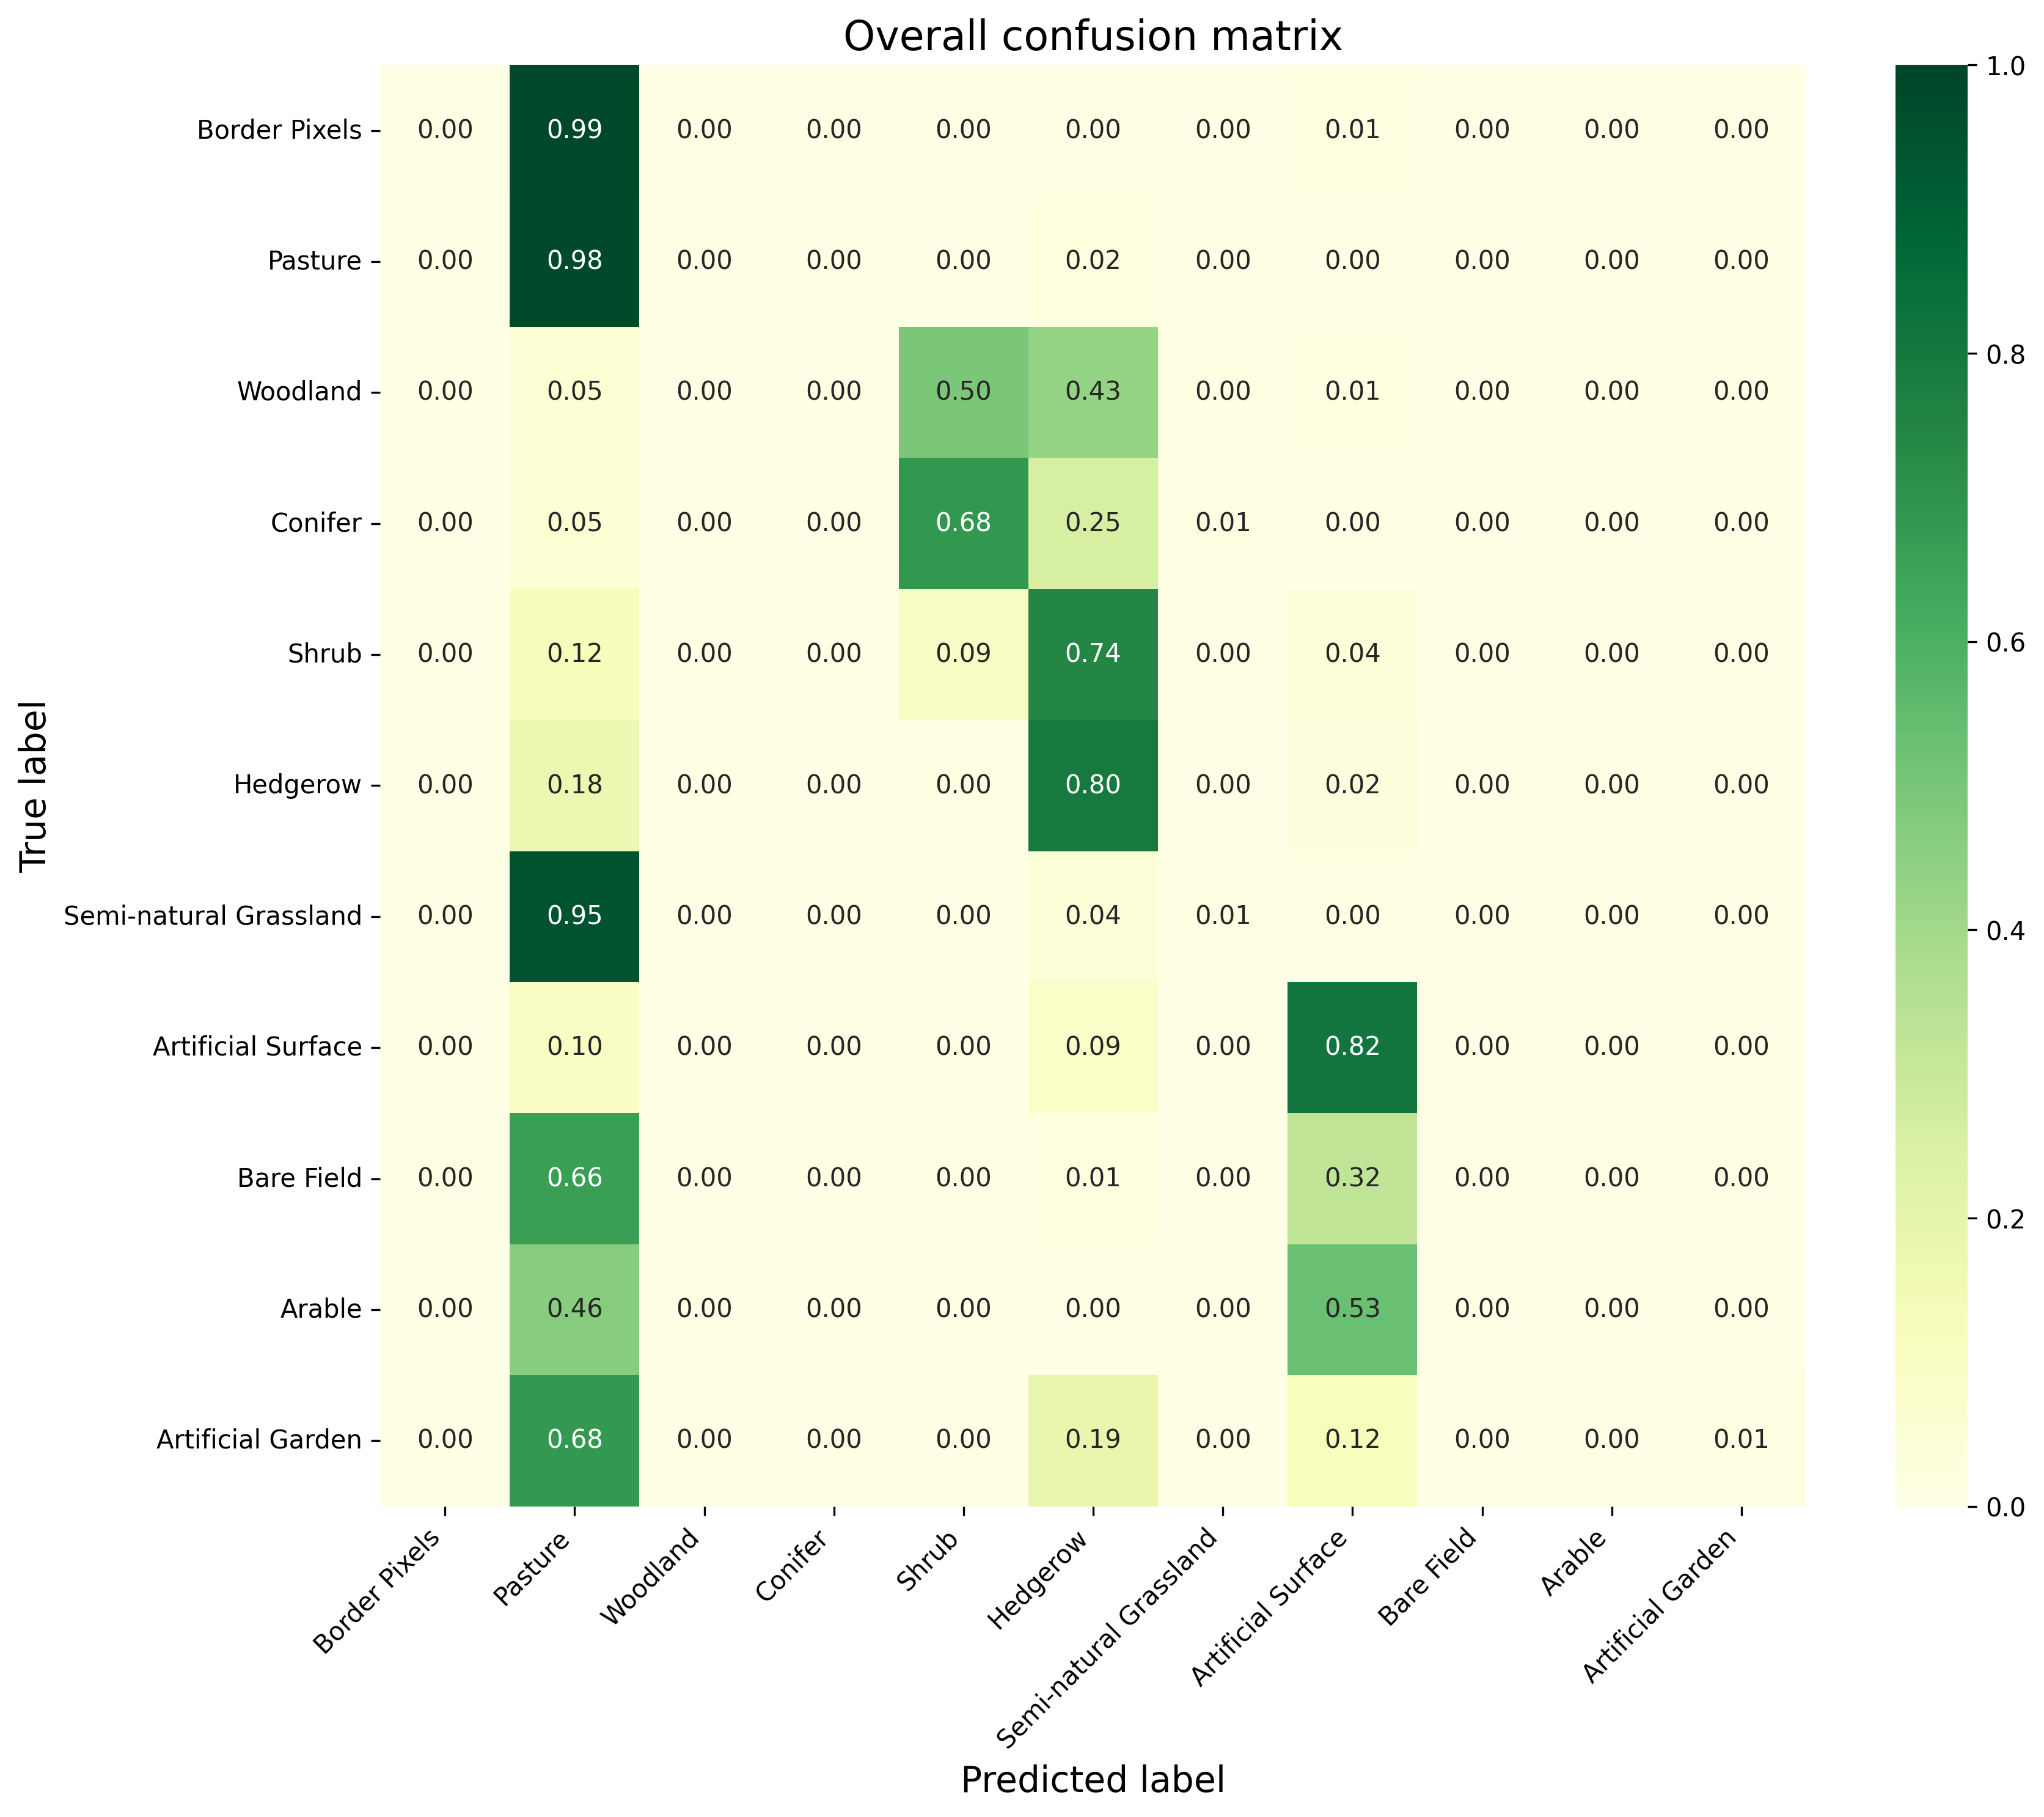 Overall confusion matrix
True label
Border Pixels 0.00 0.99 0.00 0.00 0.00 0.00 0.00 0.01 0.00 0.00 0.00
Pasture 0.00 0.98 0.00 0.00 0.00 0.02 0.00 0.00 0.00 0.00 0.00
Woodland 0.00 0.05 0.00 0.00 0.50 0.43 0.00 0.01 0.00 0.00 0.00
Conifer 0.00 0.05 0.00 0.00 0.68 0.25 0.01 0.00 0.00 0.00 0.00
Shrub 0.00 0.12 0.00 0.00 0.09 0.74 0.00 0.04 0.00 0.00 0.00
Hedgerow 0.00 0.18 0.00 0.00 0.00 0.80 0.00 0.02 0.00 0.00 0.00
Semi-natural Grassland 0.00 0.95 0.00 0.00 0.00 0.04 0.01 0.00 0.00 0.00 0.00
Artificial Surface 0.00 0.10 0.00 0.00 0.00 0.09 0.00 0.82 0.00 0.00 0.00
Bare Field 0.00 0.66 0.00 0.00 0.00 0.01 0.00 0.32 0.00 0.00 0.00
Arable 0.00 0.46 0.00 0.00 0.00 0.00 0.00 0.53 0.00 0.00 0.00
Artificial Garden 0.00 0.68 0.00 0.00 0.00 0.19 0.00 0.12 0.00 0.00 0.01
Border Pixels
Pasture
Woodland
Conifer
Shrub
Hedgerow
Semi-natural Grassland
Artificial Surface
Bare Field
Arable
Artificial Garden
Predicted label
1.0
0.8
0.6
0.4
0.2
0.0